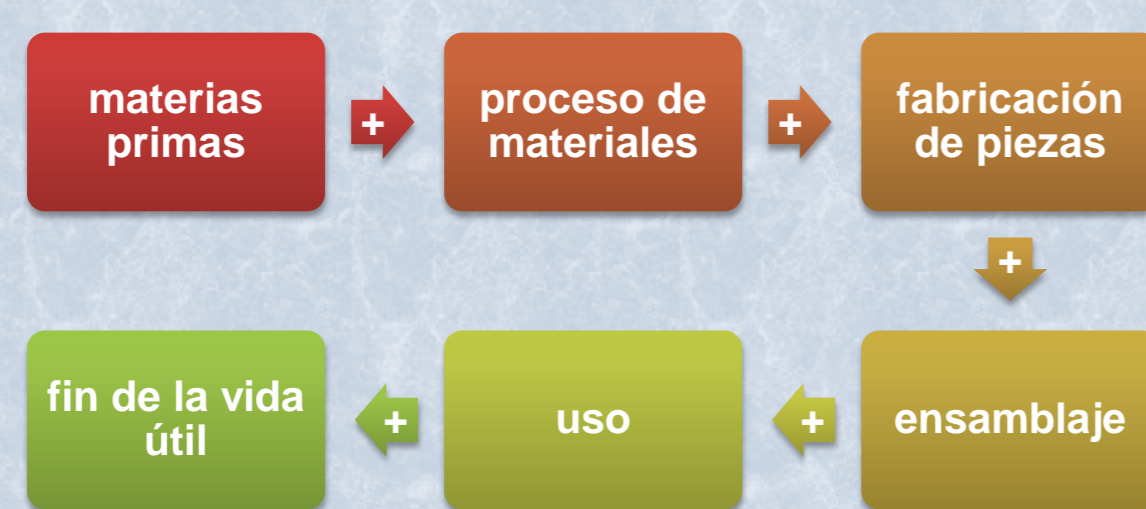 materias
primas
+
proceso de
materiales
+
fabricación
de piezas
+
ensamblaje
+
uso
+
fin de la vida
útil